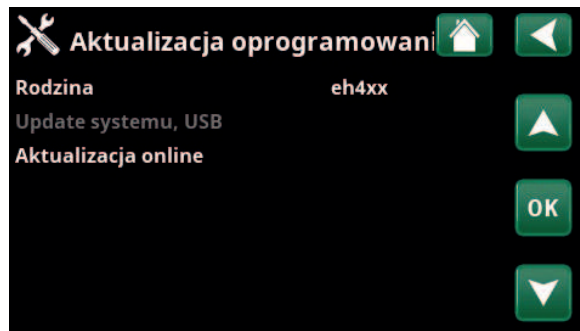 Aktualizacja oprogramowani
Rodzina eh4xx
Update systemu, USB
Aktualizacja online
OK